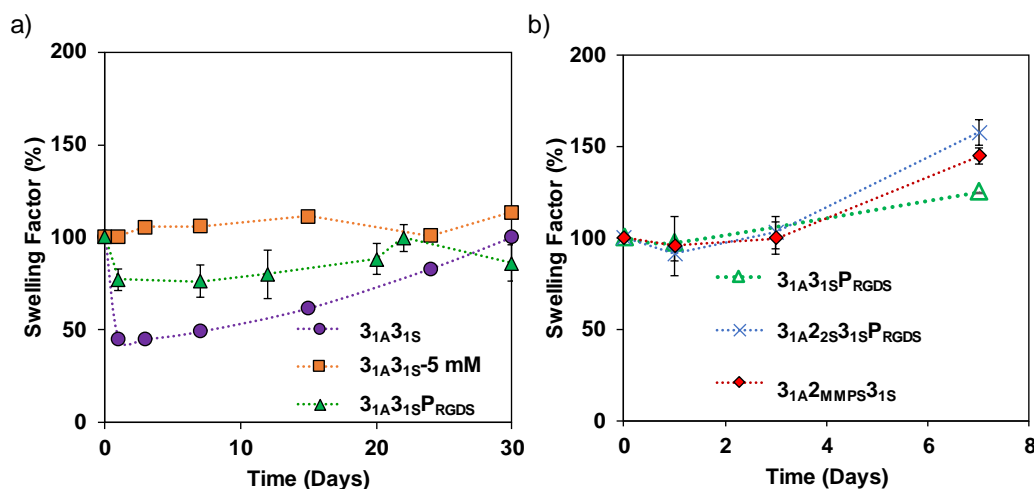 a)
200
150
100
50
0
0 10 20 30
Swelling Factor (%)
Time (Days)
3₁A3₁S
3₁A3₁S-5 mM
3₁A3₁SPRGDS
b)
200
150
100
50
0
0 2 4 6 8
Swelling Factor (%)
Time (Days)
3₁A3₁SPRGDS
3₁A2₂S3₁SPRGDS
3₁A2MMPS3₁S